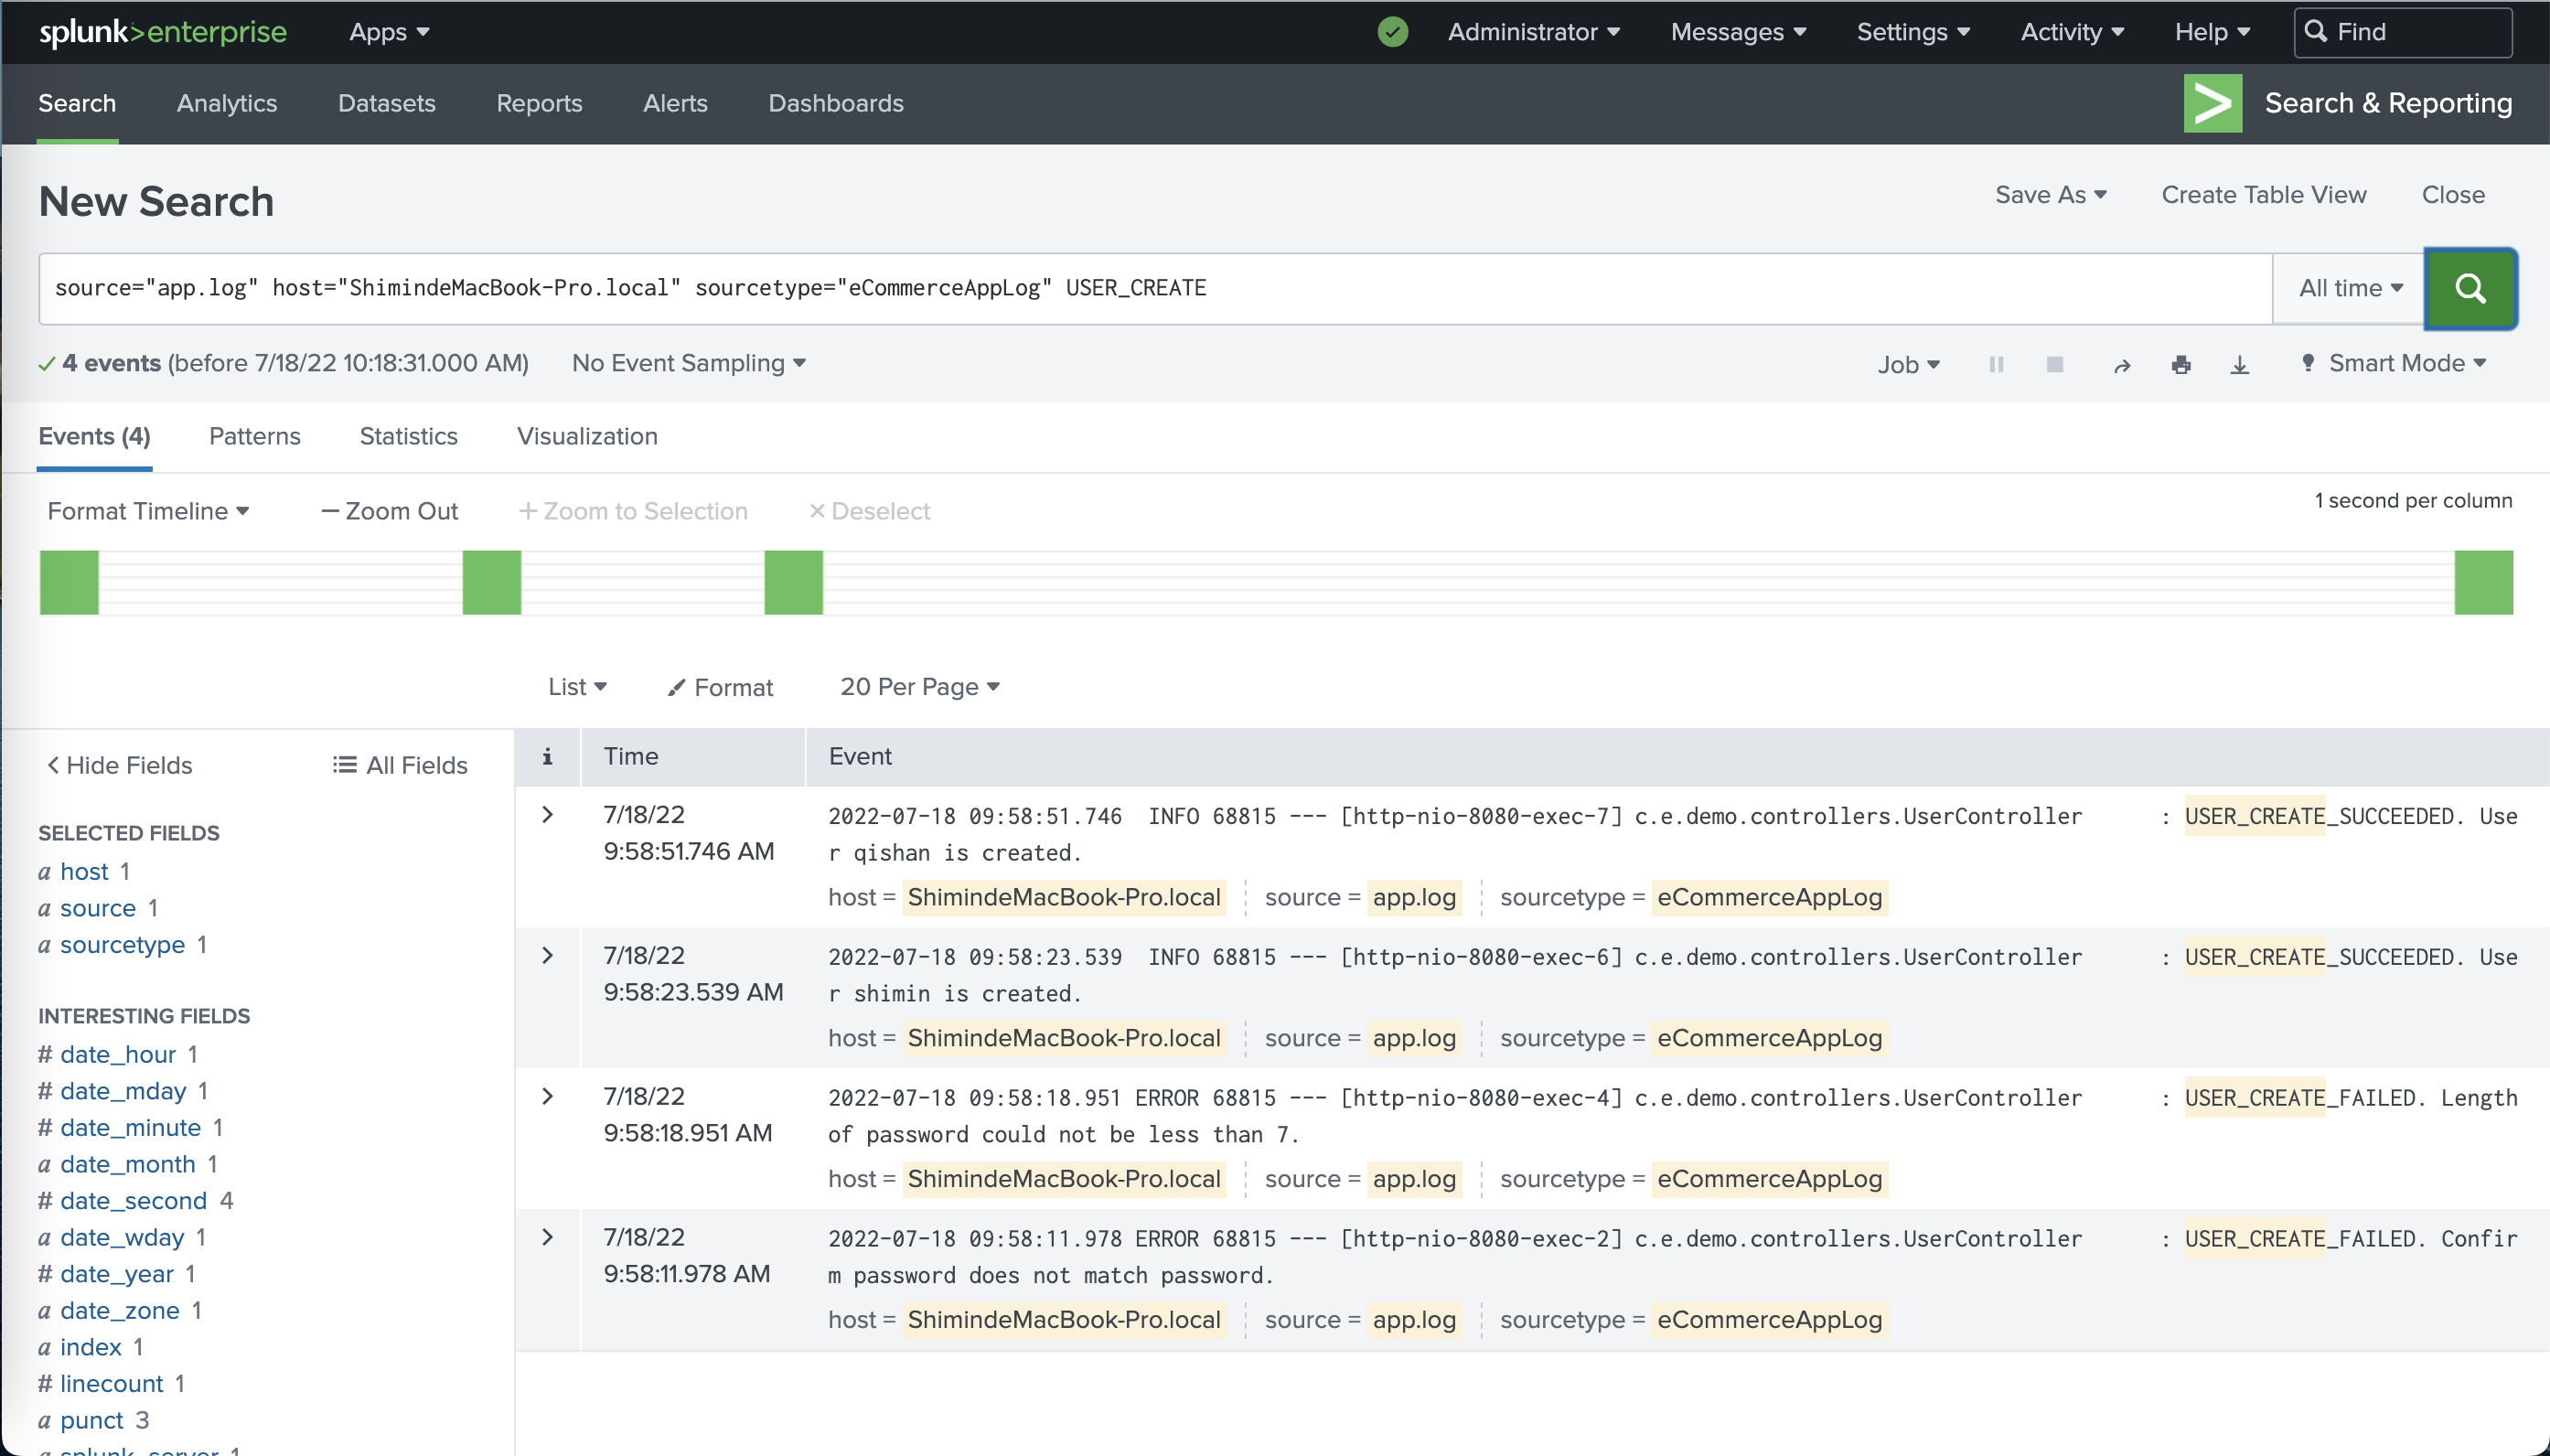 splunk>enterprise Apps Administrator Messages Settings Activity Help Find
Search Analytics Datasets Reports Alerts Dashboards Search & Reporting
New Search Save As Create Table View Close
source="app.log" host="ShimindeMacBook-Pro.local" sourcetype="eCommerceAppLog" USER_CREATE All time
4 events (before 7/18/22 10:18:31.000 AM) No Event Sampling Job Smart Mode
Events (4) Patterns Statistics Visualization
Format Timeline — Zoom Out + Zoom to Selection × Deselect 1 second per column
List Format 20 Per Page
< Hide Fields All Fields
SELECTED FIELDS
a host 1
a source 1
a sourcetype 1
INTERESTING FIELDS
# date_hour 1
# date_mday 1
# date_minute 1
a date_month 1
# date_second 4
a date_wday 1
# date_year 1
a date_zone 1
a index 1
# linecount 1
a punct 3
a splunk_server 1
i Time Event
> 7/18/22 2022-07-18 09:58:51.746  INFO 68815 --- [http-nio-8080-exec-7] c.e.demo.controllers.UserController : USER_CREATE_SUCCEEDED. Use
9:58:51.746 AM r qishan is created.
host = ShimindeMacBook-Pro.local source = app.log sourcetype = eCommerceAppLog
> 7/18/22 2022-07-18 09:58:23.539  INFO 68815 --- [http-nio-8080-exec-6] c.e.demo.controllers.UserController : USER_CREATE_SUCCEEDED. Use
9:58:23.539 AM r shimin is created.
host = ShimindeMacBook-Pro.local source = app.log sourcetype = eCommerceAppLog
> 7/18/22 2022-07-18 09:58:18.951 ERROR 68815 --- [http-nio-8080-exec-4] c.e.demo.controllers.UserController : USER_CREATE_FAILED. Length
9:58:18.951 AM of password could not be less than 7.
host = ShimindeMacBook-Pro.local source = app.log sourcetype = eCommerceAppLog
> 7/18/22 2022-07-18 09:58:11.978 ERROR 68815 --- [http-nio-8080-exec-2] c.e.demo.controllers.UserController : USER_CREATE_FAILED. Confir
9:58:11.978 AM m password does not match password.
host = ShimindeMacBook-Pro.local source = app.log sourcetype = eCommerceAppLog